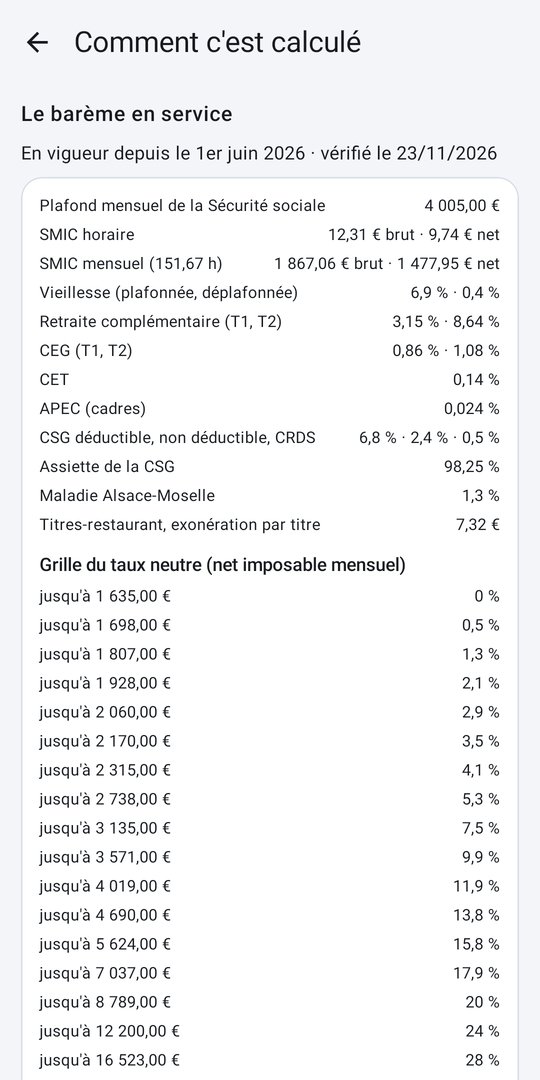 Comment c'est calculé
Le barème en service
En vigueur depuis le 1er juin 2026 · vérifié le 23/11/2026
Plafond mensuel de la Sécurité sociale 4 005,00 €
SMIC horaire 12,31 € brut · 9,74 € net
SMIC mensuel (151,67 h) 1 867,06 € brut · 1 477,95 € net
Vieillesse (plafonnée, déplafonnée) 6,9 % · 0,4 %
Retraite complémentaire (T1, T2) 3,15 % · 8,64 %
CEG (T1, T2) 0,86 % · 1,08 %
CET 0,14 %
APEC (cadres) 0,024 %
CSG déductible, non déductible, CRDS 6,8 % · 2,4 % · 0,5 %
Assiette de la CSG 98,25 %
Maladie Alsace-Moselle 1,3 %
Titres-restaurant, exonération par titre 7,32 €
Grille du taux neutre (net imposable mensuel)
jusqu'à 1 635,00 € 0 %
jusqu'à 1 698,00 € 0,5 %
jusqu'à 1 807,00 € 1,3 %
jusqu'à 1 928,00 € 2,1 %
jusqu'à 2 060,00 € 2,9 %
jusqu'à 2 170,00 € 3,5 %
jusqu'à 2 315,00 € 4,1 %
jusqu'à 2 738,00 € 5,3 %
jusqu'à 3 135,00 € 7,5 %
jusqu'à 3 571,00 € 9,9 %
jusqu'à 4 019,00 € 11,9 %
jusqu'à 4 690,00 € 13,8 %
jusqu'à 5 624,00 € 15,8 %
jusqu'à 7 037,00 € 17,9 %
jusqu'à 8 789,00 € 20 %
jusqu'à 12 200,00 € 24 %
jusqu'à 16 523,00 € 28 %